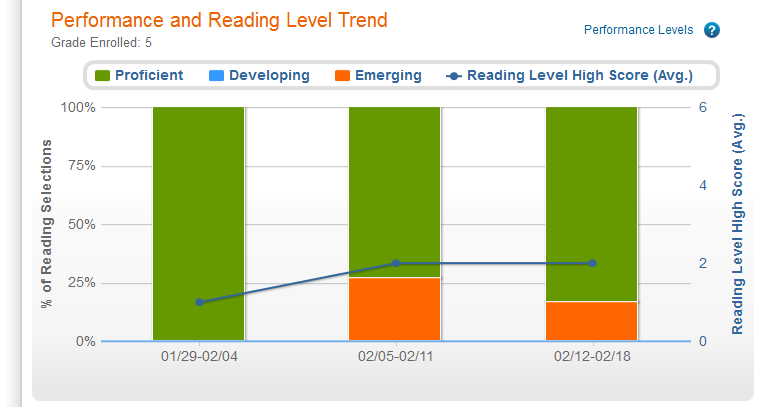 Performance and Reading Level Trend
Grade Enrolled: 5
Performance Levels ?
Proficient Developing Emerging Reading Level High Score (Avg.)
100% 6
75%
4
50%
25%
2
0% 0
% of Reading Selections
Reading Level High Score (Avg.)
01/29-02/04 02/05-02/11 02/12-02/18